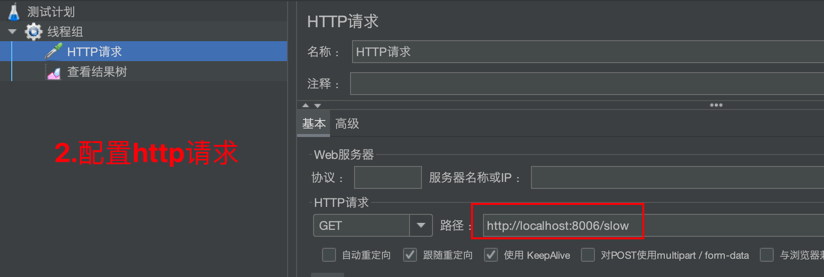 测试计划
线程组
HTTP请求
查看结果树
2.配置http请求
HTTP请求
名称： HTTP请求
注释：
基本 高级
Web服务器
协议： 服务器名称或IP：
HTTP请求
GET 路径： http://localhost:8006/slow
自动重定向 跟随重定向 使用 KeepAlive 对POST使用multipart / form-data 与浏览器